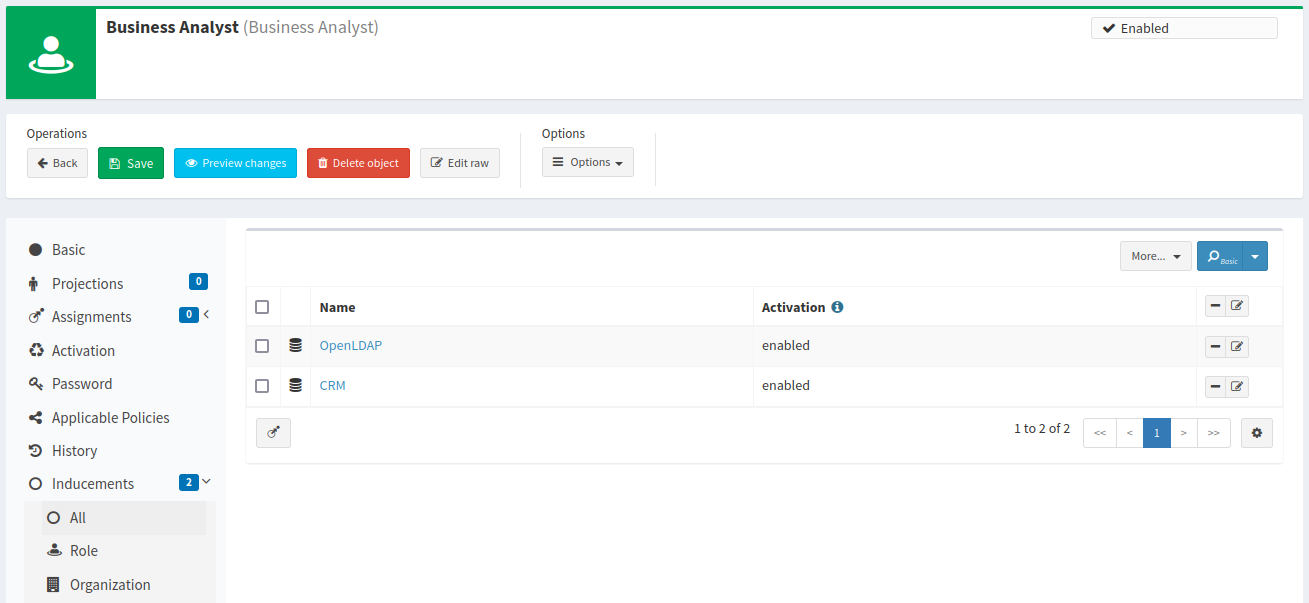 Business Analyst (Business Analyst)
Enabled
Operations
Options
Back
Save
Preview changes
Delete object
Edit raw
Options
Basic
Projections 0
Assignments 0
Activation
Password
Applicable Policies
History
Inducements 2
All
Role
Organization
More...
Basic
Name Activation
OpenLDAP enabled
CRM enabled
1 to 2 of 2 << < 1 > >>